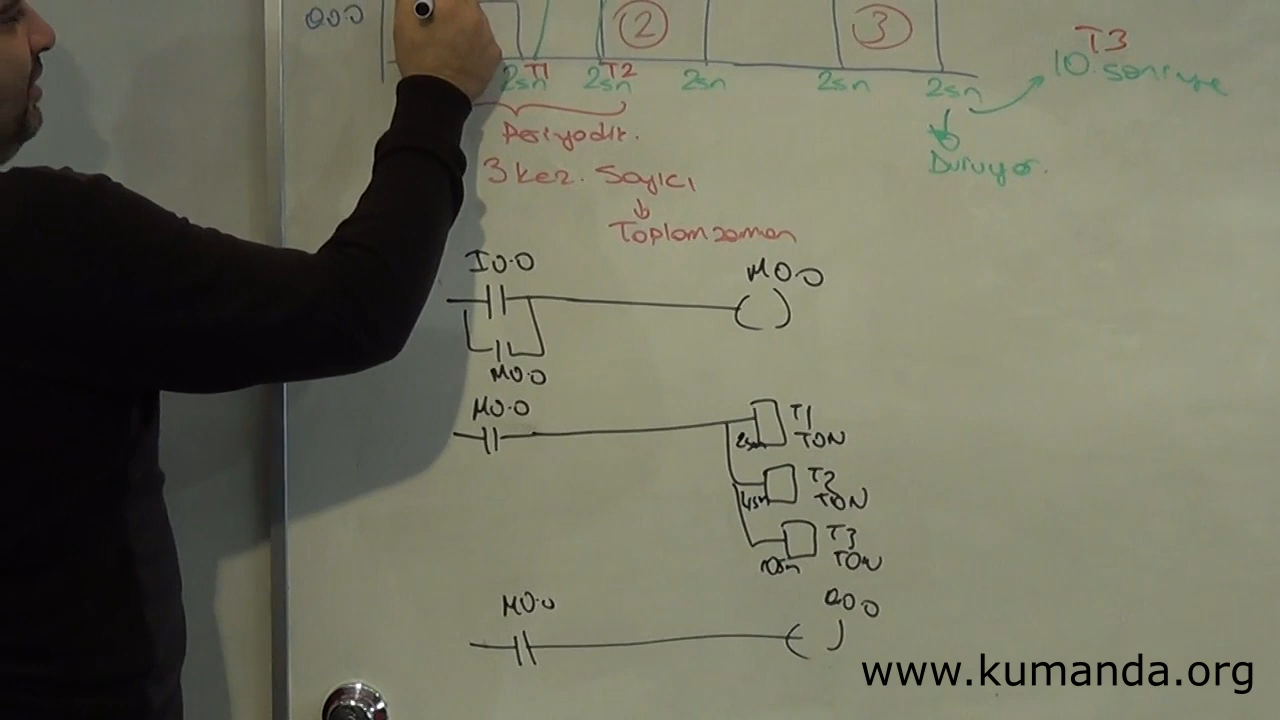 Q0.0
2
3
T3
10. saniye
2sn T1 2sn T2 2sn 2sn 2sn
Periyodik.
3 kez. Sayıcı
Toplam zaman
Duruyor.
I0.0
M0.0
M0.0
M0.0
2sn
T1
TON
4sn
T2
TON
10sn
T3
TON
M0.0
Q0.0
www.kumanda.org